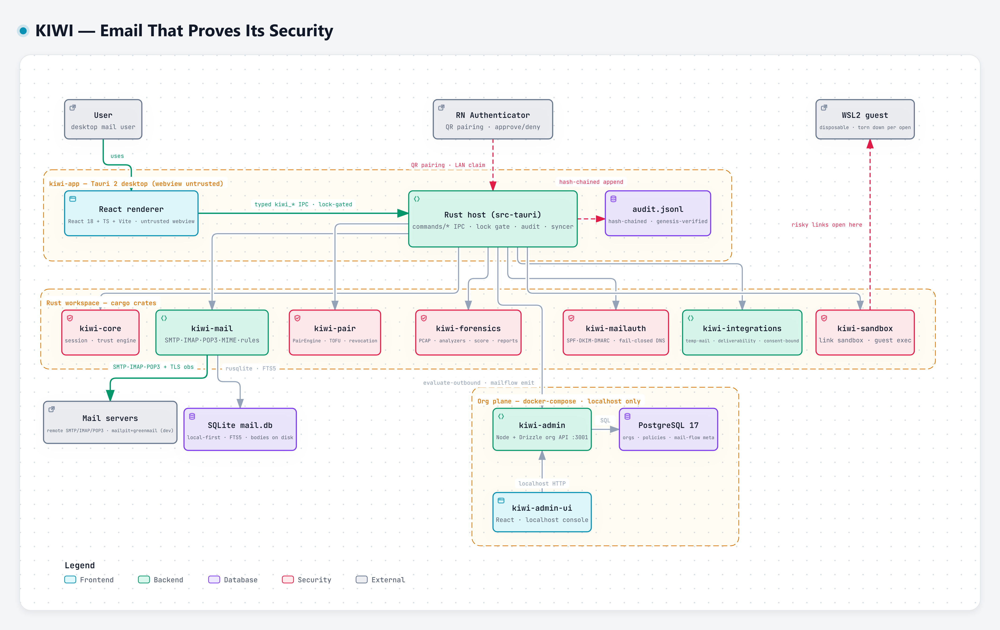 KIWI — Email That Proves Its Security
User
desktop mail user
RN Authenticator
QR pairing · approve/deny
WSL2 guest
disposable · torn down per open
uses
QR pairing · LAN claim
kiwi-app — Tauri 2 desktop (webview untrusted)
hash-chained append
React renderer
React 18 + TS + Vite · untrusted webview
typed kiwi_* IPC · lock-gated
Rust host (src-tauri)
commands/* IPC · lock gate · audit · syncer
audit.jsonl
hash-chained · genesis-verified
risky links open here
Rust workspace — cargo crates
kiwi-core
session · trust engine
kiwi-mail
SMTP·IMAP·POP3·MIME·rules
kiwi-pair
PairEngine · TOFU · revocation
kiwi-forensics
PCAP · analyzers · score · reports
kiwi-mailauth
SPF·DKIM·DMARC · fail-closed DNS
kiwi-integrations
temp-mail · deliverability · consent-bound
kiwi-sandbox
link sandbox · guest exec
SMTP·IMAP·POP3 + TLS obs
rusqlite · FTS5
evaluate-outbound · mailflow emit
Mail servers
remote SMTP/IMAP/POP3 · mailpit+greenmail (dev)
SQLite mail.db
local-first · FTS5 · bodies on disk
Org plane — docker-compose · localhost only
kiwi-admin
Node + Drizzle org API :3001
SQL
PostgreSQL 17
orgs · policies · mail-flow meta
localhost HTTP
kiwi-admin-ui
React · localhost console
Legend
Frontend
Backend
Database
Security
External